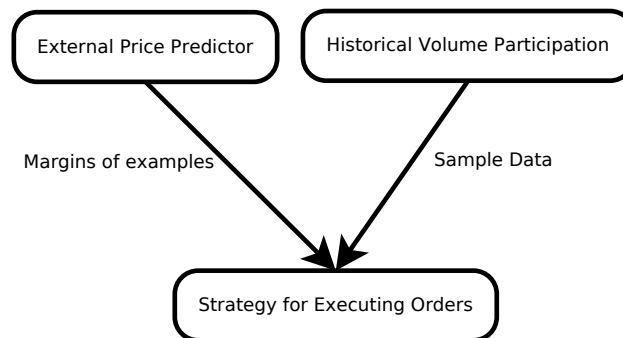 External Price Predictor
Historical Volume Participation
Margins of examples
Sample Data
Strategy for Executing Orders